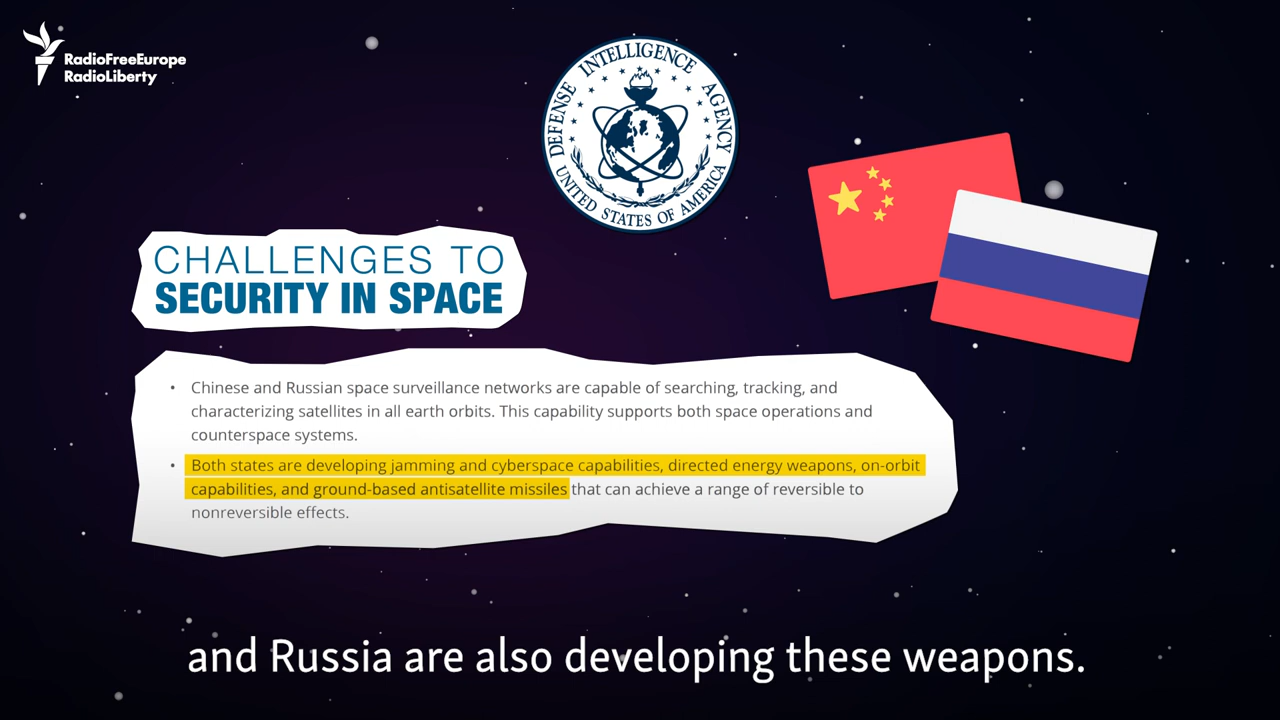 RadioFreeEurope
RadioLiberty
DEFENSE INTELLIGENCE AGENCY
UNITED STATES OF AMERICA
CHALLENGES TO
SECURITY IN SPACE
• Chinese and Russian space surveillance networks are capable of searching, tracking, and
characterizing satellites in all earth orbits. This capability supports both space operations and
counterspace systems.
• Both states are developing jamming and cyberspace capabilities, directed energy weapons, on-orbit
capabilities, and ground-based antisatellite missiles that can achieve a range of reversible to
nonreversible effects.
and Russia are also developing these weapons.